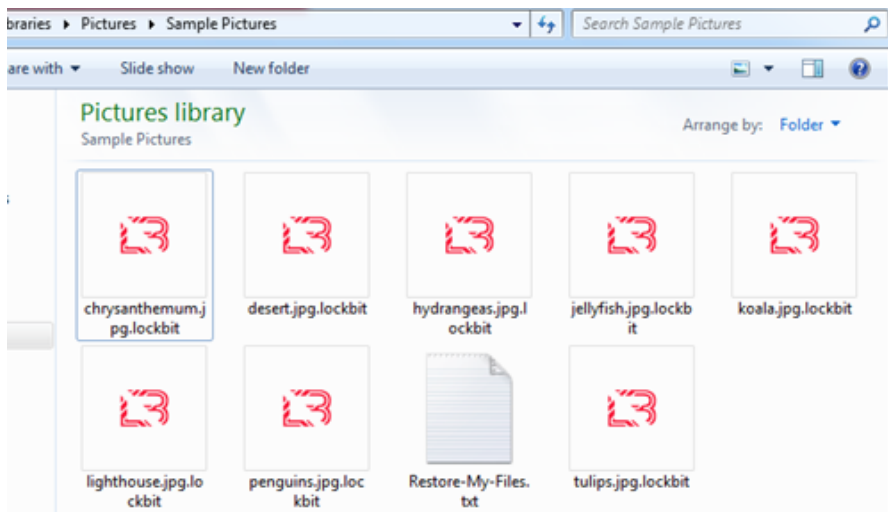 braries ▸ Pictures ▸ Sample Pictures
Search Sample Pictures
are with
Slide show
New folder
Pictures library
Sample Pictures
Arrange by: Folder
chrysanthemum.j
pg.lockbit
desert.jpg.lockbit
hydrangeas.jpg.l
ockbit
jellyfish.jpg.lockb
it
koala.jpg.lockbit
lighthouse.jpg.lo
ckbit
penguins.jpg.loc
kbit
Restore-My-Files.
txt
tulips.jpg.lockbit